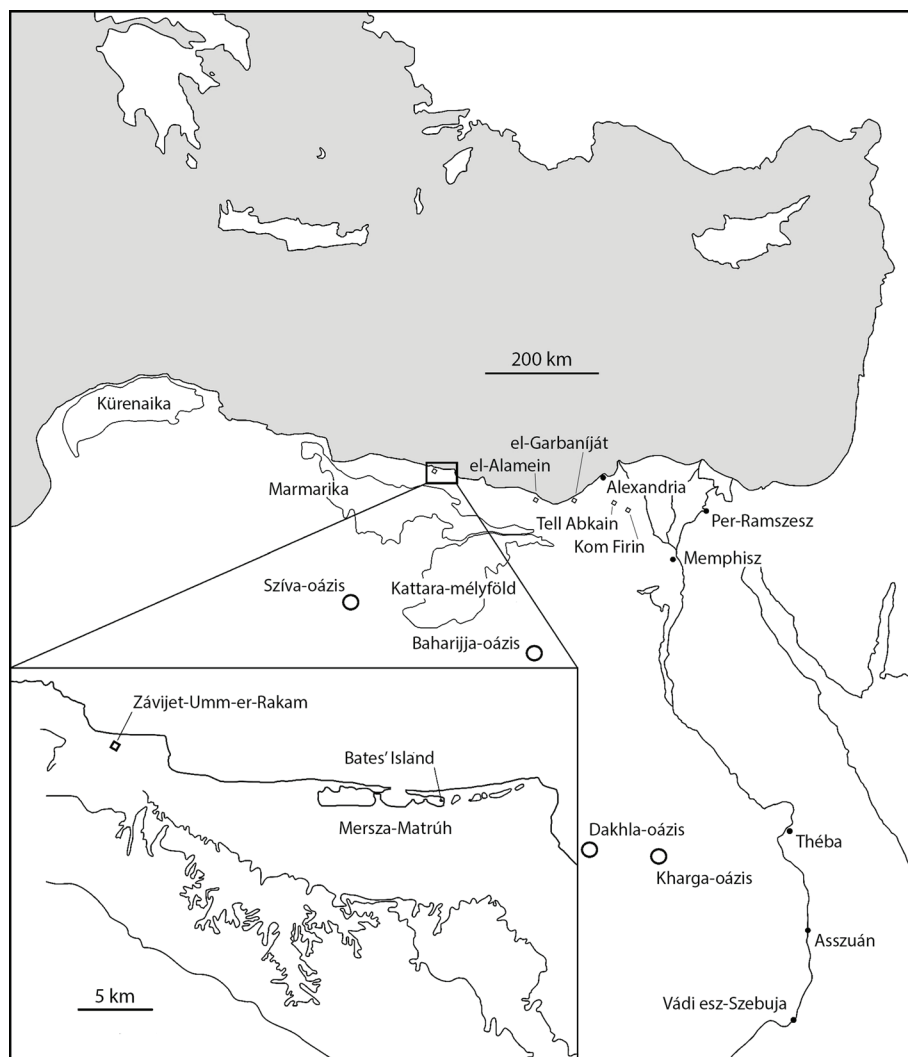 200 km
Kürenaika
el-Garbaníját
el-Alamein
Marmarika
Alexandria
Tell Abkain
Per-Ramszesz
Kom Firin
Memphisz
Szíva-oázis
Kattara-mélyföld
Baharijja-oázis
Závijet-Umm-er-Rakam
Bates' Island
Mersza-Matrúh
Dakhla-oázis
Théba
Kharga-oázis
Asszuán
5 km
Vádi esz-Szebuja